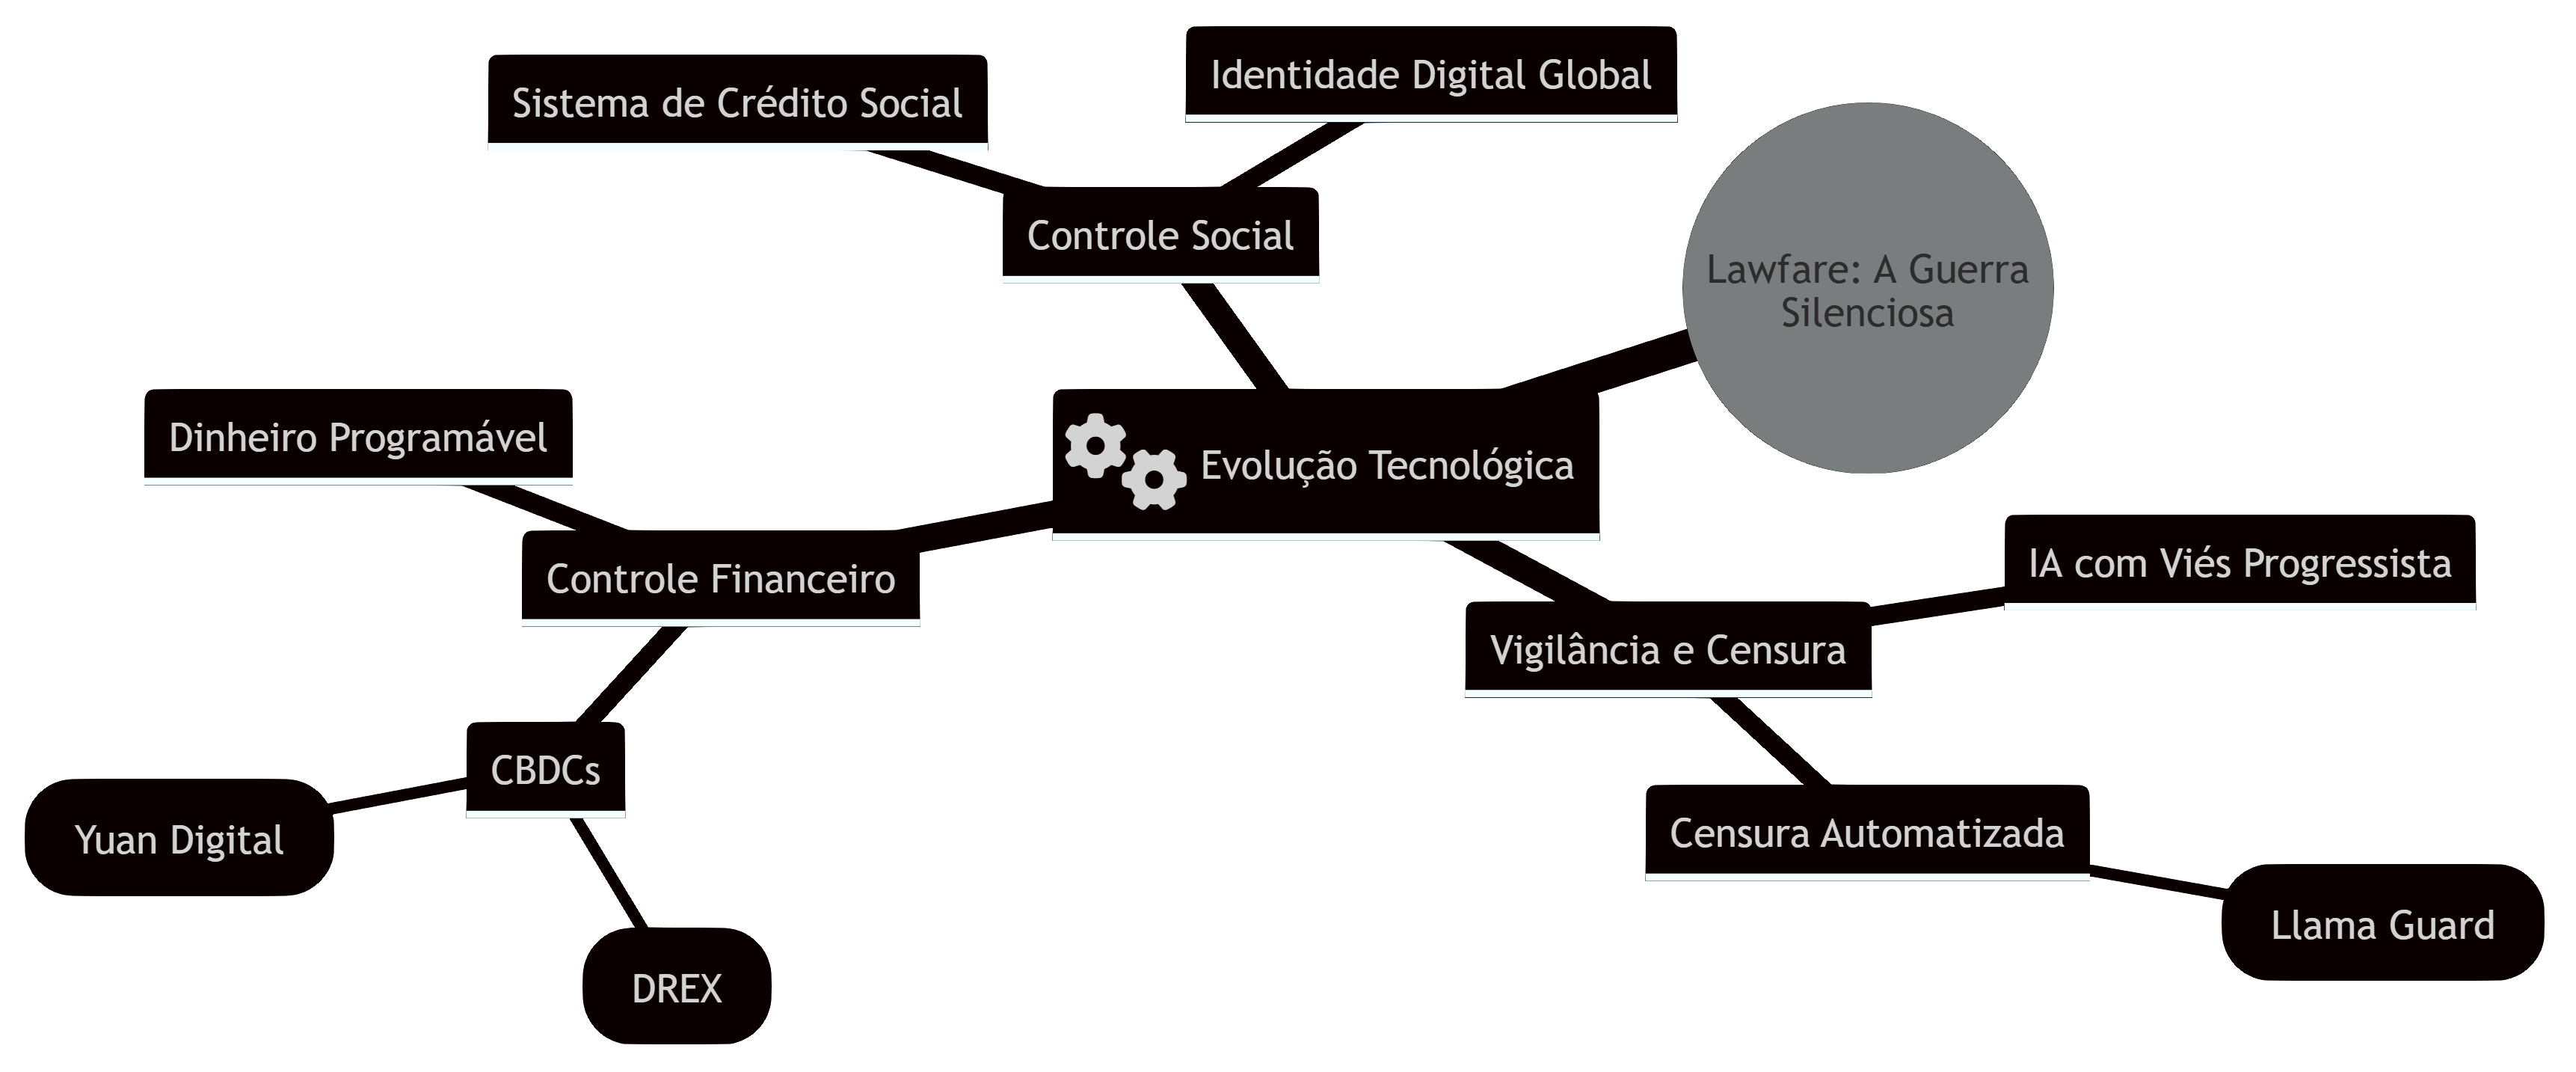 Identidade Digital Global
Sistema de Crédito Social
Controle Social
Lawfare: A Guerra
Silenciosa
Dinheiro Programável
Evolução Tecnológica
Controle Financeiro
IA com Viés Progressista
Vigilância e Censura
CBDCs
Yuan Digital
Censura Automatizada
Llama Guard
DREX